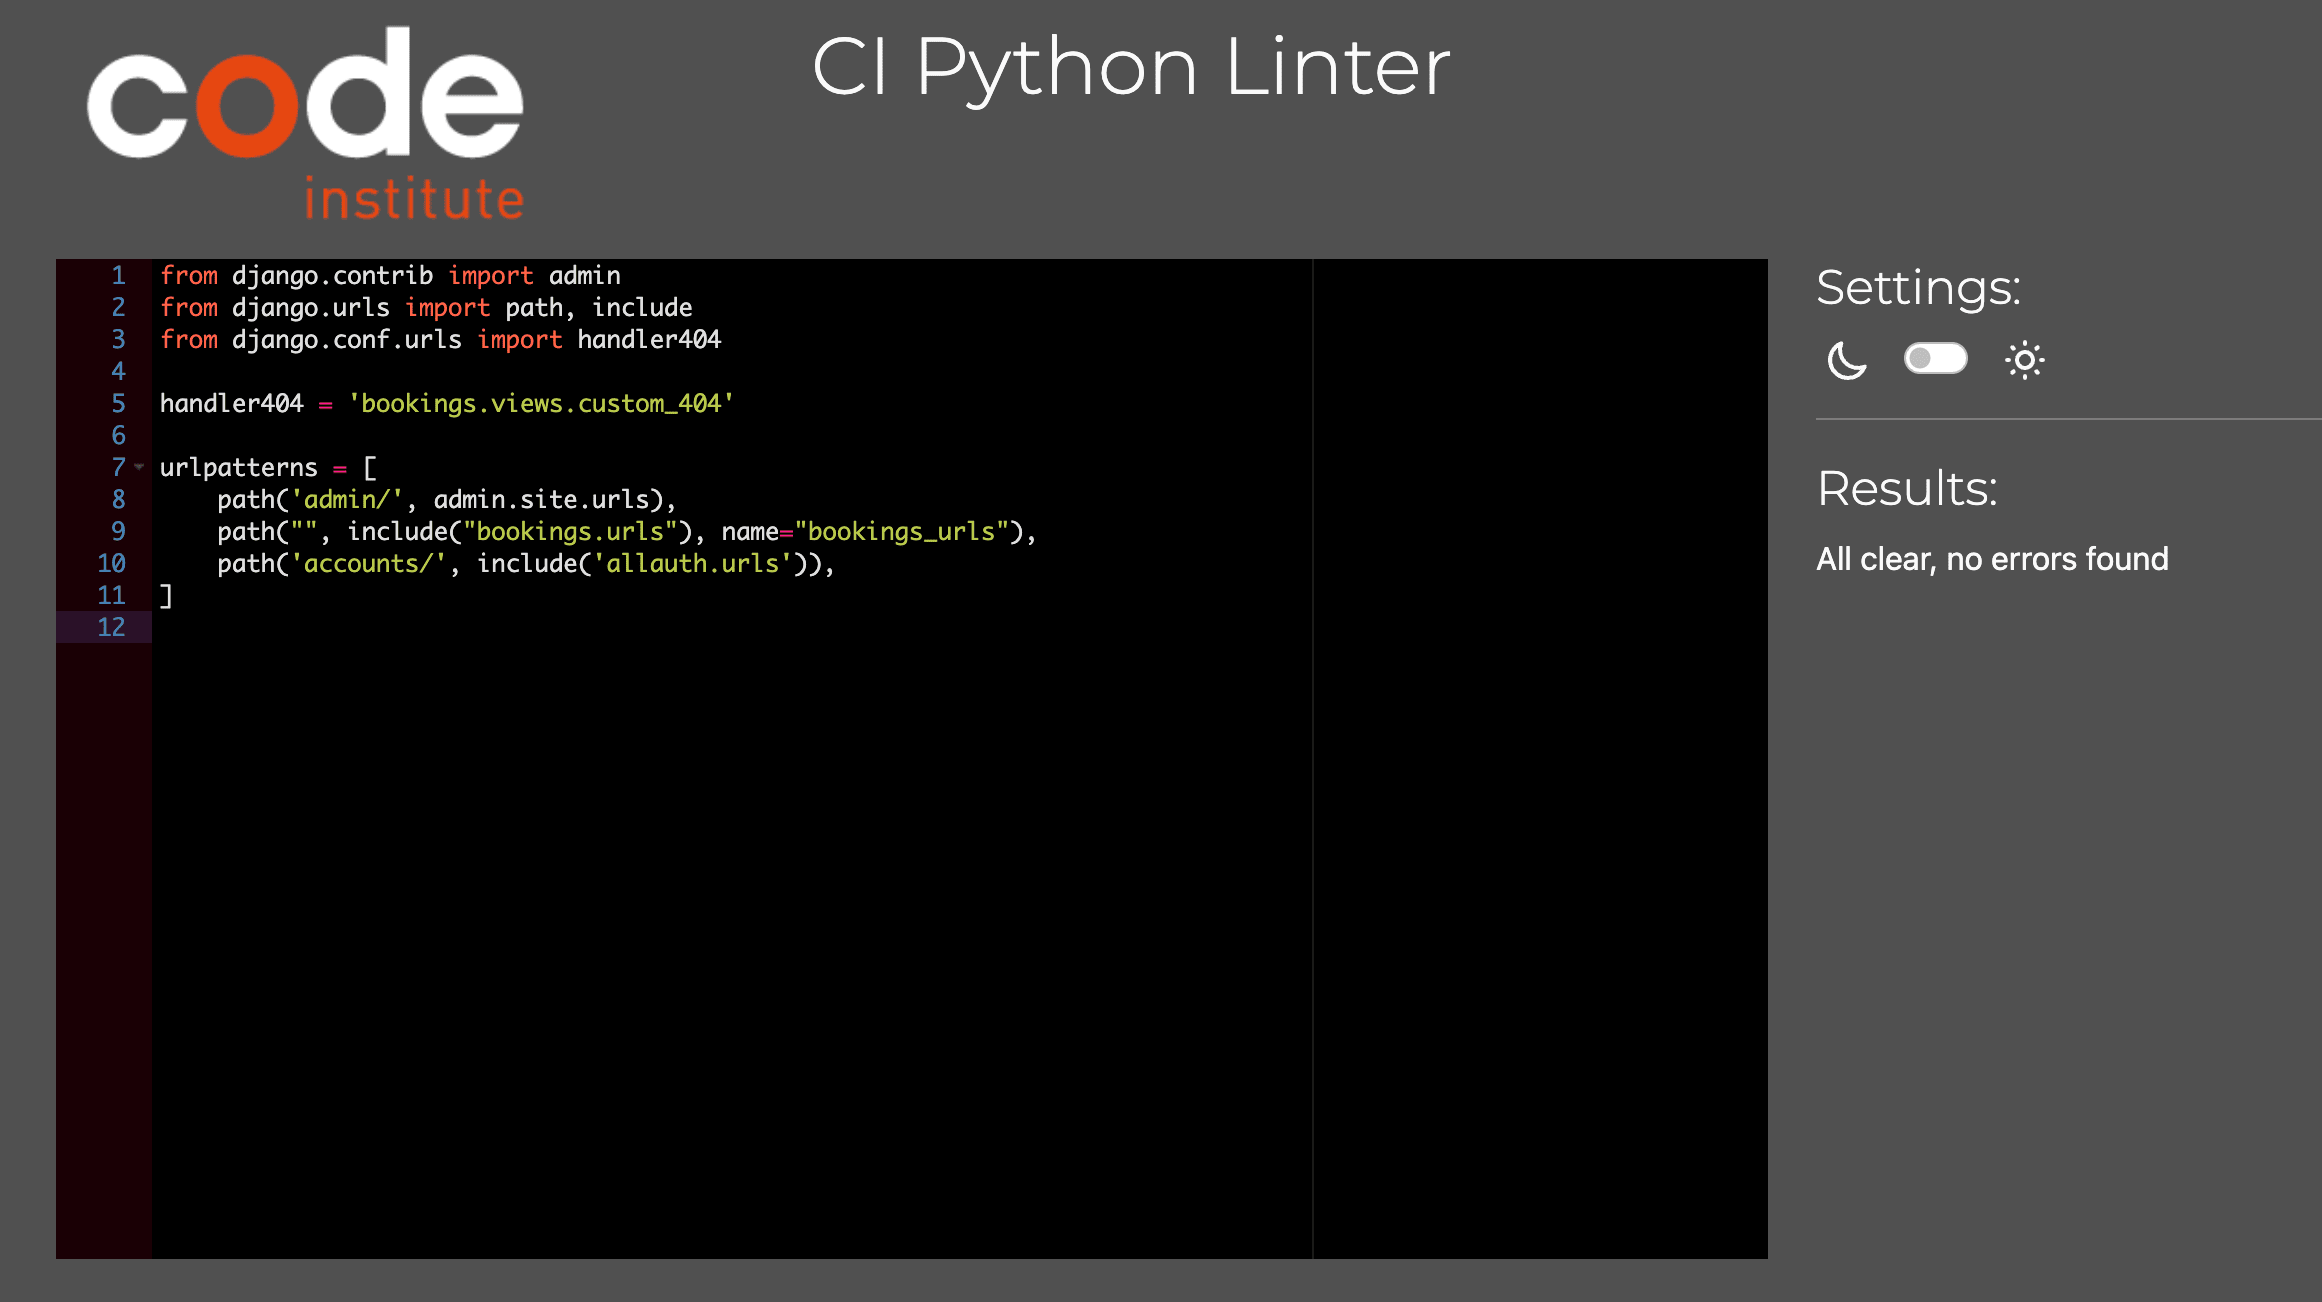 code
institute
CI Python Linter
1 from django.contrib import admin
2 from django.urls import path, include
3 from django.conf.urls import handler404
4
5 handler404 = 'bookings.views.custom_404'
6
7 urlpatterns = [
8     path('admin/', admin.site.urls),
9     path("", include("bookings.urls"), name="bookings_urls"),
10     path('accounts/', include('allauth.urls')),
11 ]
12
Settings:
Results:
All clear, no errors found